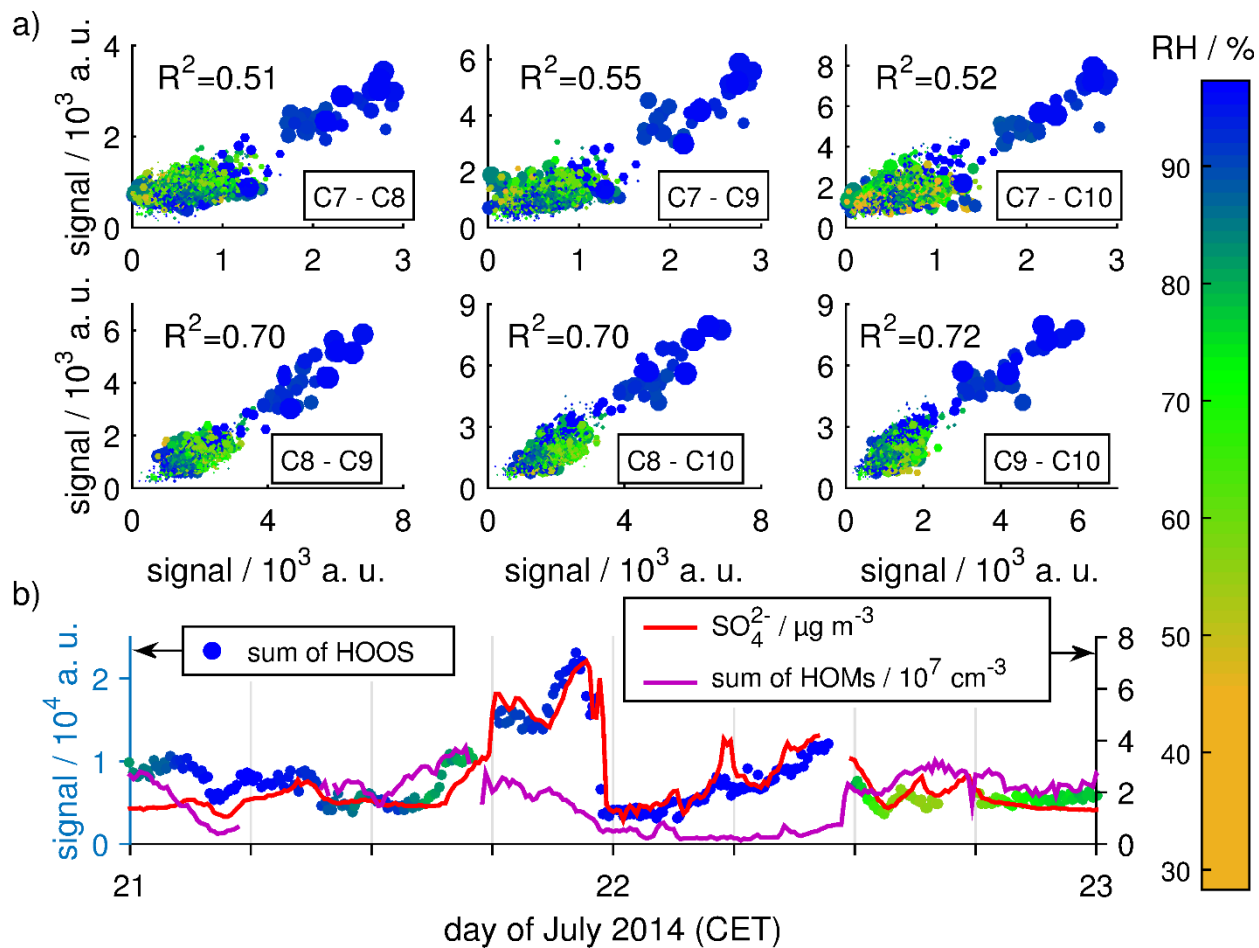 a)
RH / %
signal / 10³ a. u.
4
2
0
R²=0.51
C7 - C8
0 1 2 3
6
4
2
0
R²=0.55
C7 - C9
0 1 2 3
8
6
4
2
0
R²=0.52
C7 - C10
0 1 2 3
signal / 10³ a. u.
6
4
2
0
R²=0.70
C8 - C9
0 4 8
signal / 10³ a. u.
9
6
3
0
R²=0.70
C8 - C10
0 4 8
signal / 10³ a. u.
9
6
3
0
R²=0.72
C9 - C10
0 2 4 6
signal / 10³ a. u.
90
80
70
60
50
40
30
b)
signal / 10⁴ a. u.
2
1
0
sum of HOOS
SO₄²⁻ / µg m⁻³
sum of HOMs / 10⁷ cm⁻³
8
6
4
2
0
21 22 23
day of July 2014 (CET)